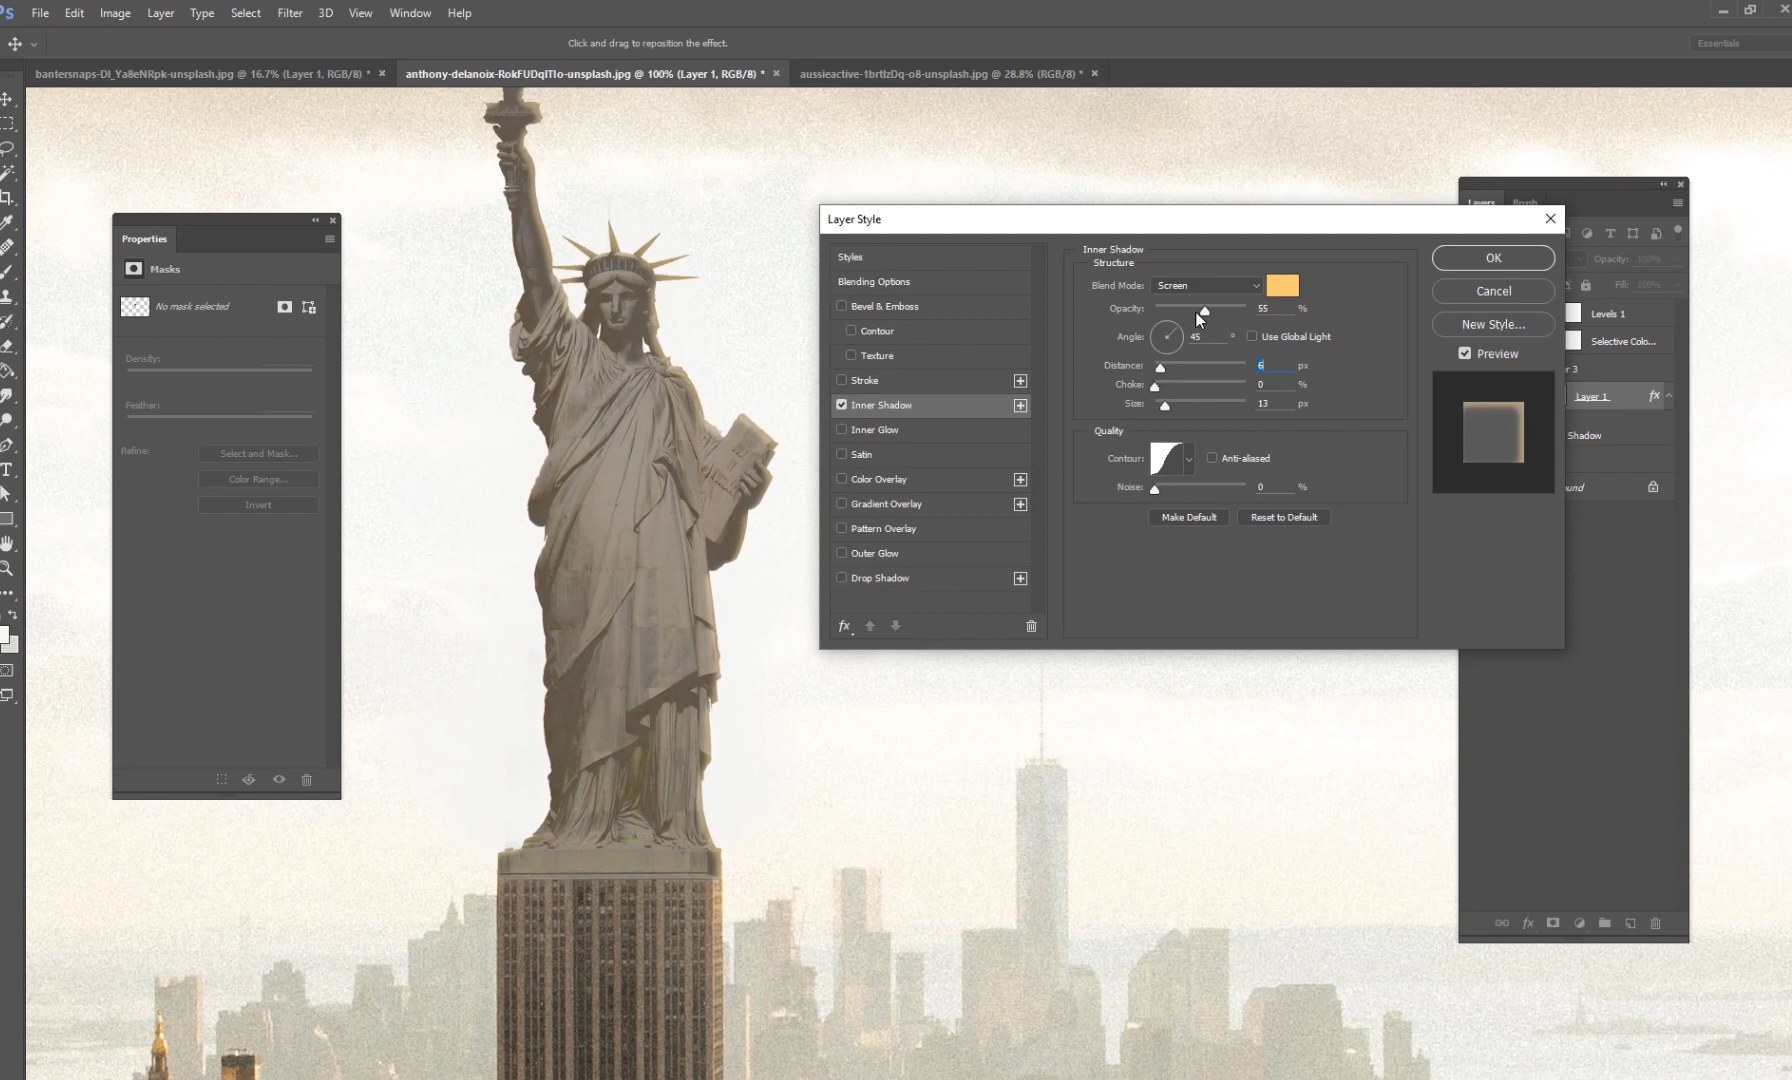 File Edit Image Layer Type Select Filter 3D View Window Help
Click and drag to reposition the effect.
Essentials
bantersnaps-DI_Ya8eNRpk-unsplash.jpg @ 16.7% (Layer 1, RGB/8) * ×
anthony-delanoix-RokFUDqITIo-unsplash.jpg @ 100% (Layer 1, RGB/8) * ×
aussieactive-1brtlzDq-o8-unsplash.jpg @ 28.8% (RGB/8) * ×
Properties
Masks
No mask selected
Density:
Feather:
Refine:
Select and Mask...
Color Range...
Invert
Layer Style
Styles
Blending Options
Bevel & Emboss
Contour
Texture
Stroke
Inner Shadow
Inner Glow
Satin
Color Overlay
Gradient Overlay
Pattern Overlay
Outer Glow
Drop Shadow
fx
Inner Shadow
Structure
Blend Mode: Screen
Opacity: 55 %
Angle: 45 ° Use Global Light
Distance: 6 px
Choke: 0 %
Size: 13 px
Quality
Contour: Anti-aliased
Noise: 0 %
Make Default Reset to Default
OK
Cancel
New Style...
Preview
Layers Brush
Opacity: 100%
Fill: 100%
Levels 1
Selective Colo...
r 3
Layer 1 fx
Shadow
ound
fx